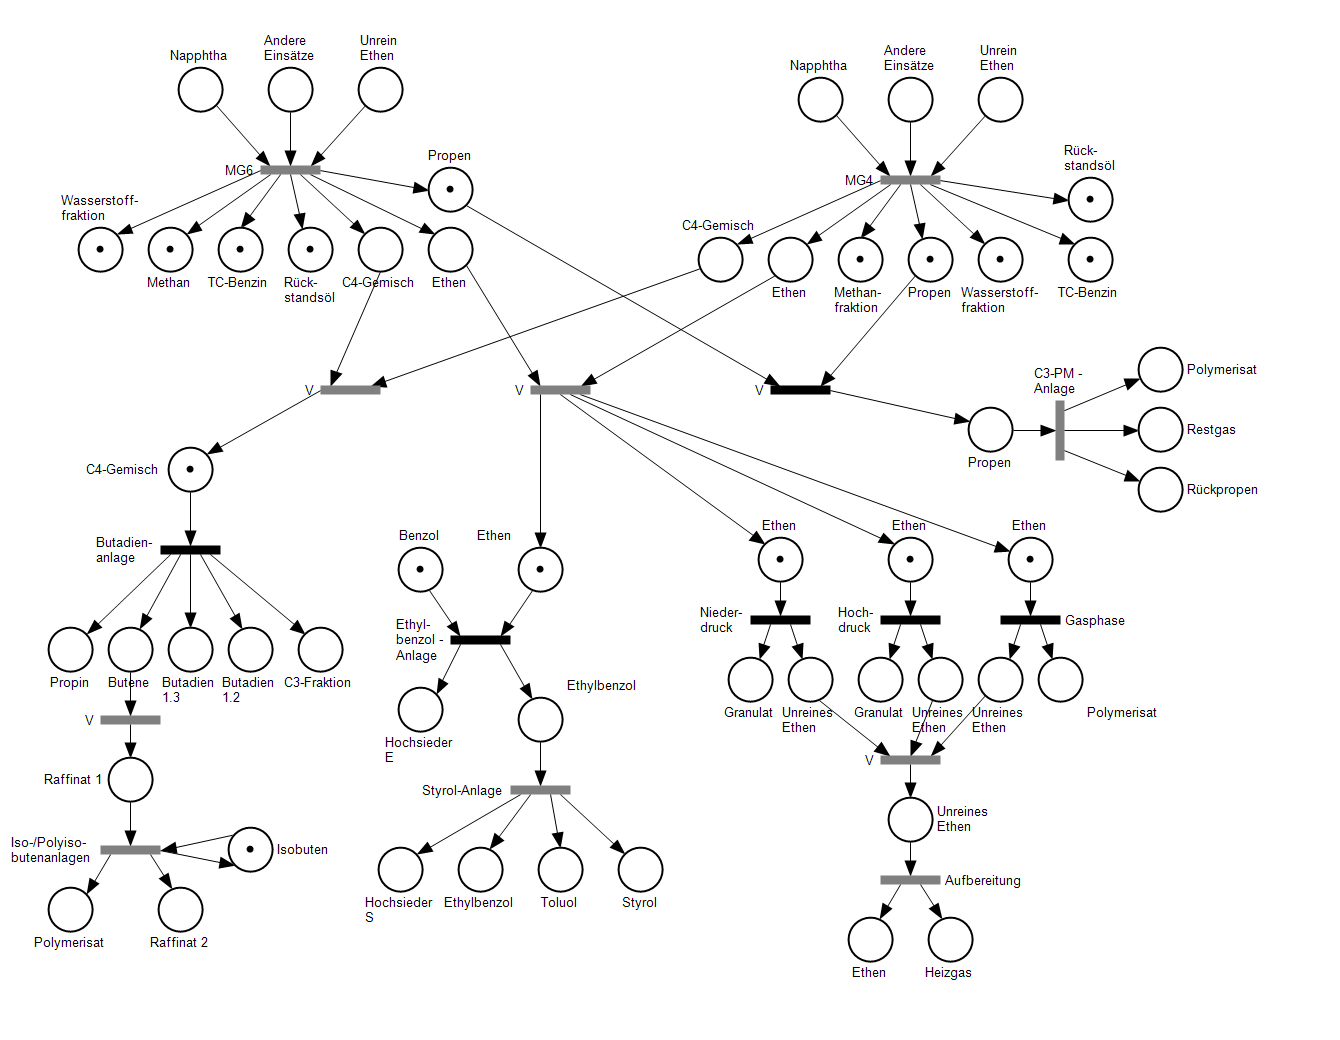 Napphtha
Andere
Einsätze
Unrein
Ethen
Napphtha
Andere
Einsätze
Unrein
Ethen
MG6
Propen
MG4
Rück-
standsöl
Wasserstoff-
fraktion
Methan
TC-Benzin
Rück-
standsöl
C4-Gemisch
Ethen
C4-Gemisch
Ethen
Methan-
fraktion
Propen
Wasserstoff-
fraktion
TC-Benzin
V
V
V
C3-PM -
Anlage
Polymerisat
Restgas
Rückpropen
Propen
C4-Gemisch
Butadien-
anlage
Propin
Butene
Butadien
1.3
Butadien
1.2
C3-Fraktion
V
Raffinat 1
Iso-/Polyiso-
butenanlagen
Isobuten
Polymerisat
Raffinat 2
Benzol
Ethen
Ethyl-
benzol -
Anlage
Hochsieder
E
Ethylbenzol
Styrol-Anlage
Hochsieder
S
Ethylbenzol
Toluol
Styrol
Ethen
Ethen
Ethen
Nieder-
druck
Hoch-
druck
Gasphase
Granulat
Unreines
Ethen
Granulat
Unreines
Ethen
Unreines
Ethen
Polymerisat
V
Unreines
Ethen
Aufbereitung
Ethen
Heizgas